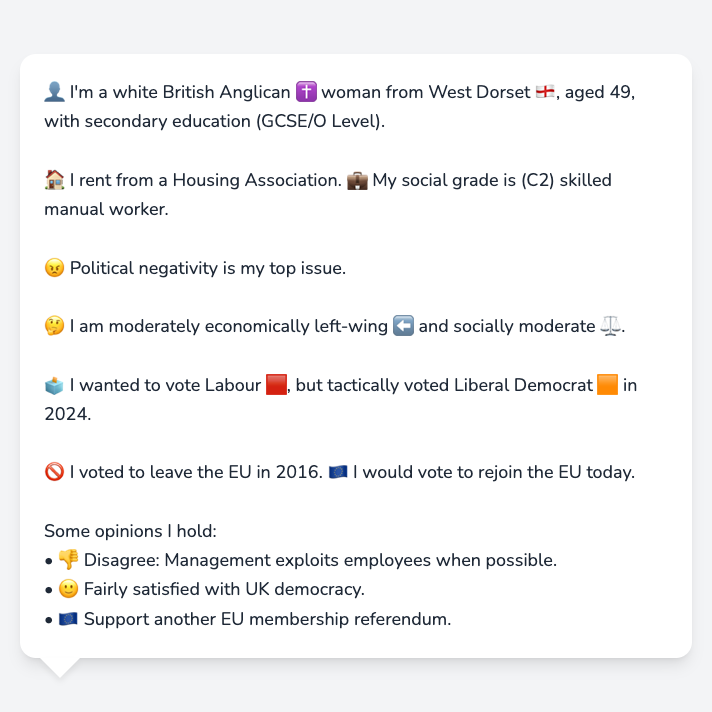 👤 I'm a white British Anglican ✝️ woman from West Dorset 🏴󠁧󠁢󠁥󠁮󠁧󠁿, aged 49,
with secondary education (GCSE/O Level).
🏠 I rent from a Housing Association. 💼 My social grade is (C2) skilled
manual worker.
😠 Political negativity is my top issue.
🤔 I am moderately economically left-wing ⬅️ and socially moderate ⚖️.
🗳️ I wanted to vote Labour 🟥, but tactically voted Liberal Democrat 🟧 in
2024.
🚫 I voted to leave the EU in 2016. 🇪🇺 I would vote to rejoin the EU today.
Some opinions I hold:
• 👎 Disagree: Management exploits employees when possible.
• 🙂 Fairly satisfied with UK democracy.
• 🇪🇺 Support another EU membership referendum.